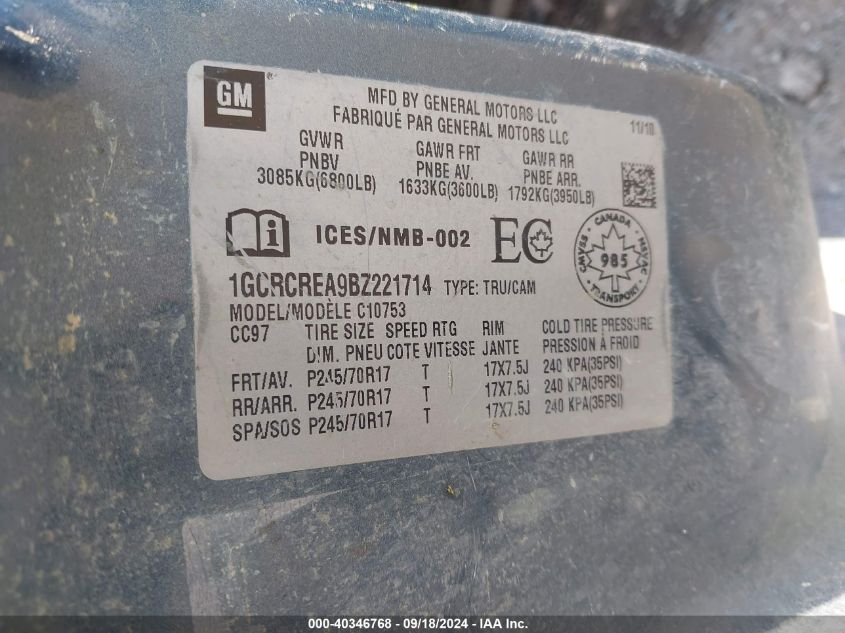 GM
MFD BY GENERAL MOTORS LLC
FABRIQUÉ PAR GENERAL MOTORS LLC
11/10
GVWR GAWR FRT GAWR RR
PNBV PNBE AV. PNBE ARR.
3085KG(6800LB) 1633KG(3600LB) 1792KG(3950LB)
i ICES/NMB-002 EC
CANADA
CMVSS 985 NSVAC
TRANSPORT
1GCRCREA9BZ221714 TYPE: TRU/CAM
MODEL/MODÈLE C10753
CC97 TIRE SIZE SPEED RTG RIM COLD TIRE PRESSURE
DIM. PNEU COTE VITESSE JANTE PRESSION À FROID
FRT/AV. P245/70R17 T 17X7.5J 240 KPA(35PSI)
RR/ARR. P245/70R17 T 17X7.5J 240 KPA(35PSI)
SPA/SOS P245/70R17 T 17X7.5J 240 KPA(35PSI)
000-40346768 - 09/18/2024 - IAA Inc.